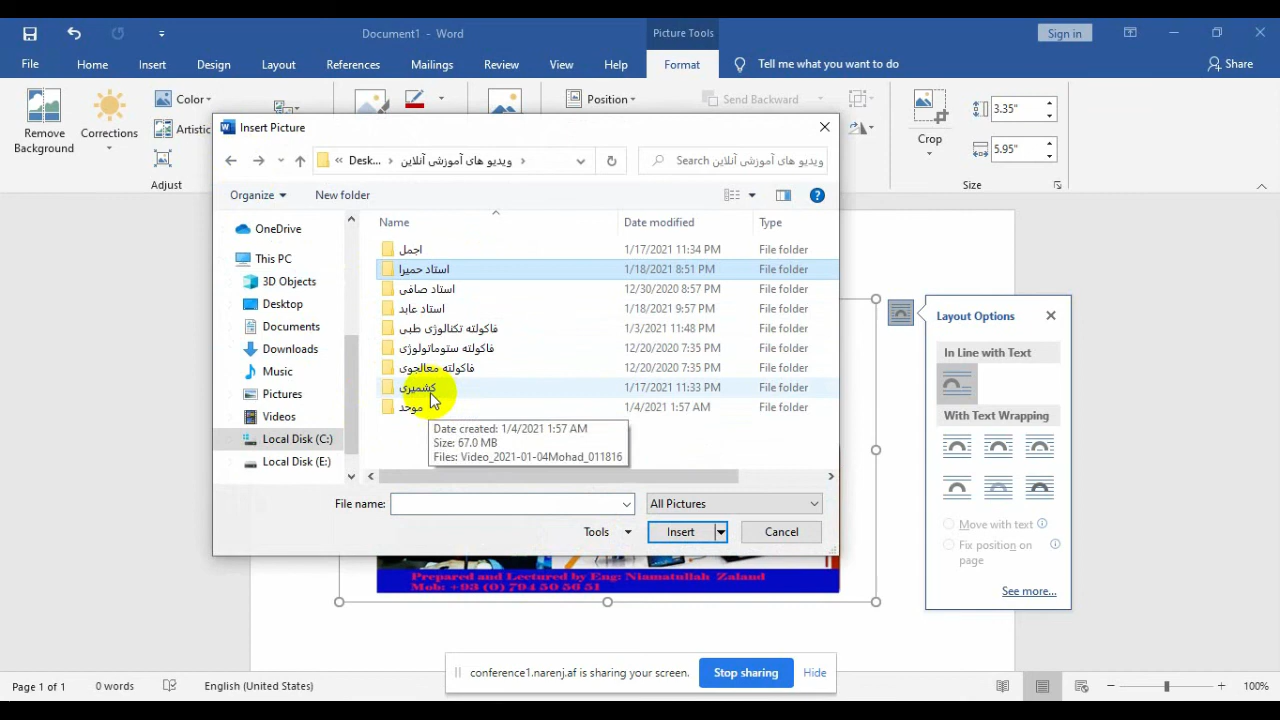 Document1 - Word
Picture Tools
Sign in
File
Home
Insert
Design
Layout
References
Mailings
Review
View
Help
Format
Tell me what you want to do
Share
Remove
Background
Corrections
Color
Artistic
Adjust
Position
Send Backward
Crop
3.35"
5.95"
Size
Insert Picture
« Desk...
ویدیو های آموزشی آنلاین
Search ویدیو های آموزشی آنلاین
Organize
New folder
OneDrive
This PC
3D Objects
Desktop
Documents
Downloads
Music
Pictures
Videos
Local Disk (C:)
Local Disk (E:)
Name Date modified Type
اجمل 1/17/2021 11:34 PM File folder
استاد حمیرا 1/18/2021 8:51 PM File folder
استاد صافی 12/30/2020 8:57 PM File folder
استاد عابد 1/18/2021 9:57 PM File folder
فاکولته تکنالوژی طبی 1/3/2021 11:48 PM File folder
فاکولته ستوماتولوژی 12/20/2020 7:35 PM File folder
فاکولته معالجوی 12/20/2020 7:35 PM File folder
کشمیری 1/17/2021 11:33 PM File folder
موحد 1/4/2021 1:57 AM File folder
Date created: 1/4/2021 1:57 AM
Size: 67.0 MB
Files: Video_2021-01-04Mohad_011816
File name:
All Pictures
Tools
Insert
Cancel
Layout Options
In Line with Text
With Text Wrapping
Move with text
Fix position on
page
See more...
Prepared and Lectured by Eng: Niamatullah Zaland
Mob: +93 (0) 794 50 56 51
conference1.narenj.af is sharing your screen.
Stop sharing
Hide
Page 1 of 1
0 words
English (United States)
100%